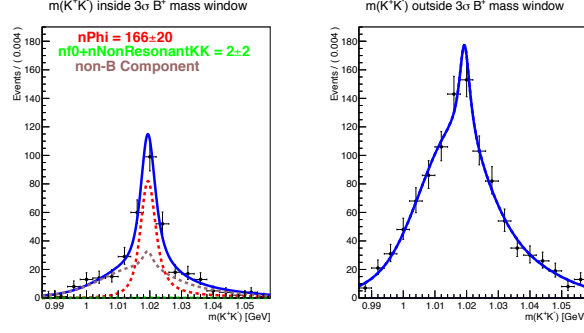 m(K⁺K⁻) inside 3σ B⁺ mass window
nPhi = 166±20
nf0+nNonResonantKK = 2±2
non-B Component
Events / ( 0.004 )
180
160
140
120
100
80
60
40
20
0
0.99 1 1.01 1.02 1.03 1.04 1.05
m(K⁺K⁻) [GeV]
m(K⁺K⁻) outside 3σ B⁺ mass window
Events / ( 0.004 )
180
160
140
120
100
80
60
40
20
0
0.99 1 1.01 1.02 1.03 1.04 1.05
m(K⁺K⁻) [GeV]